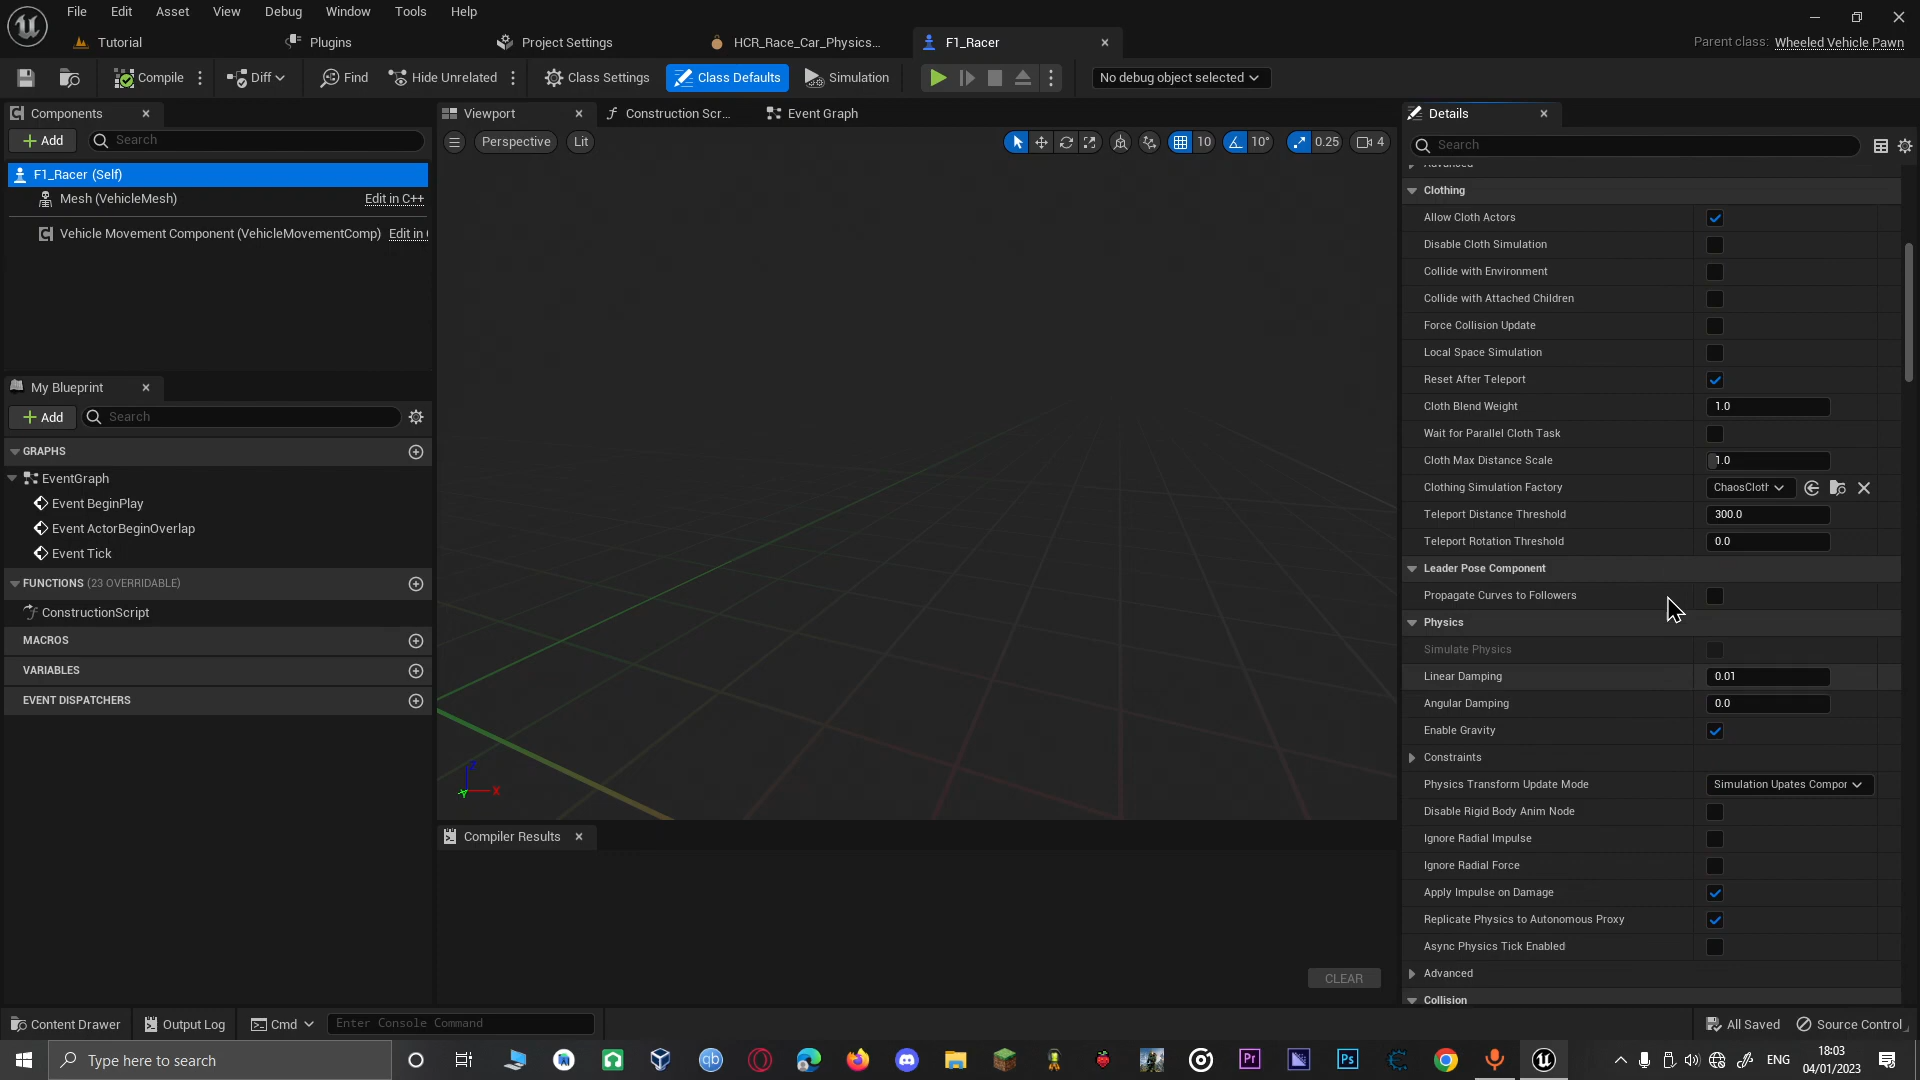 File Edit Asset View Debug Window Tools Help
Tutorial Plugins Project Settings HCR_Race_Car_Physics... F1_Racer Parent class: Wheeled Vehicle Pawn
Compile Diff Find Hide Unrelated Class Settings Class Defaults Simulation No debug object selected
Components
Add Search
F1_Racer (Self)
Mesh (VehicleMesh) Edit in C++
Vehicle Movement Component (VehicleMovementComp) Edit in
My Blueprint
Add Search
GRAPHS
EventGraph
Event BeginPlay
Event ActorBeginOverlap
Event Tick
FUNCTIONS (23 OVERRIDABLE)
ConstructionScript
MACROS
VARIABLES
EVENT DISPATCHERS
Viewport Construction Scr... Event Graph
Perspective Lit 10 10° 0.25 4
Z
X
Y
Compiler Results
CLEAR
Details
Search
Advanced
Clothing
Allow Cloth Actors
Disable Cloth Simulation
Collide with Environment
Collide with Attached Children
Force Collision Update
Local Space Simulation
Reset After Teleport
Cloth Blend Weight 1.0
Wait for Parallel Cloth Task
Cloth Max Distance Scale 1.0
Clothing Simulation Factory ChaosCloth
Teleport Distance Threshold 300.0
Teleport Rotation Threshold 0.0
Leader Pose Component
Propagate Curves to Followers
Physics
Simulate Physics
Linear Damping 0.01
Angular Damping 0.0
Enable Gravity
Constraints
Physics Transform Update Mode Simulation Upates Compor
Disable Rigid Body Anim Node
Ignore Radial Impulse
Ignore Radial Force
Apply Impulse on Damage
Replicate Physics to Autonomous Proxy
Async Physics Tick Enabled
Advanced
Collision
Content Drawer Output Log Cmd Enter Console Command All Saved Source Control
Type here to search
qb Pr Ps
ENG 18:03
04/01/2023